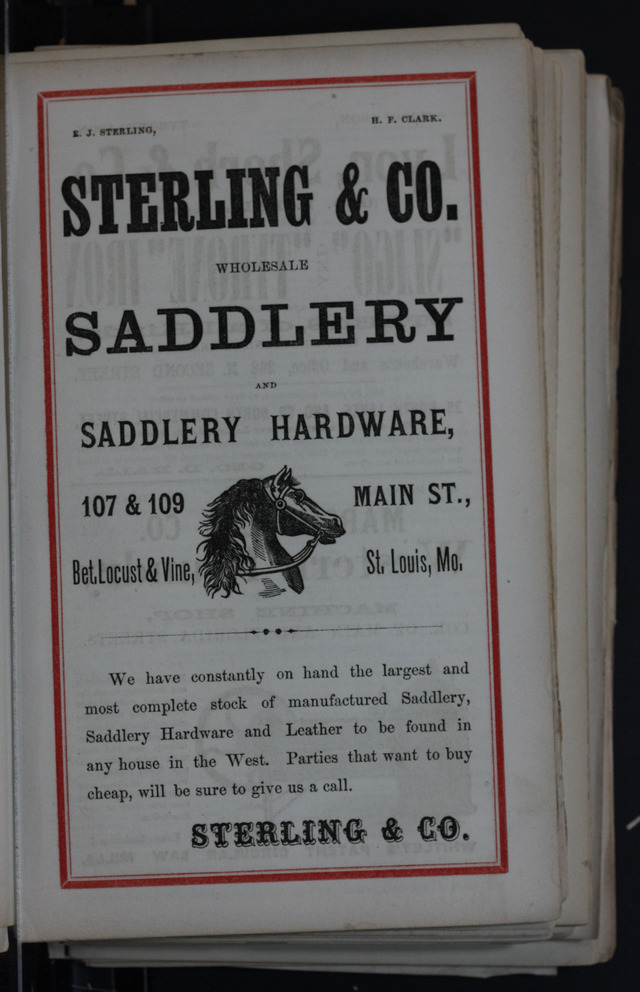 E. J. STERLING, H. F. CLARK.
STERLING & CO.
WHOLESALE
SADDLERY
AND
SADDLERY HARDWARE,
107 & 109 MAIN ST.,
Bet. Locust & Vine, St. Louis, Mo.
We have constantly on hand the largest and
most complete stock of manufactured Saddlery,
Saddlery Hardware and Leather to be found in
any house in the West. Parties that want to buy
cheap, will be sure to give us a call.
STERLING & CO.